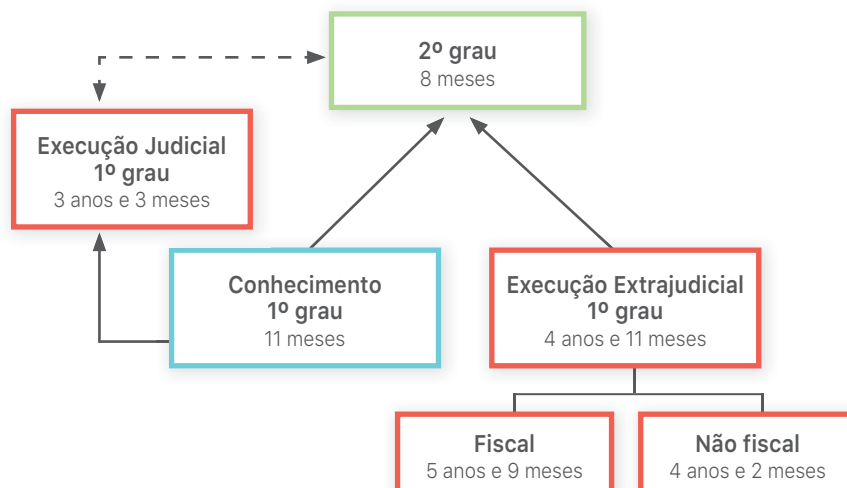 2º grau
8 meses
Execução Judicial
1º grau
3 anos e 3 meses
Conhecimento
1º grau
11 meses
Execução Extrajudicial
1º grau
4 anos e 11 meses
Fiscal
5 anos e 9 meses
Não fiscal
4 anos e 2 meses